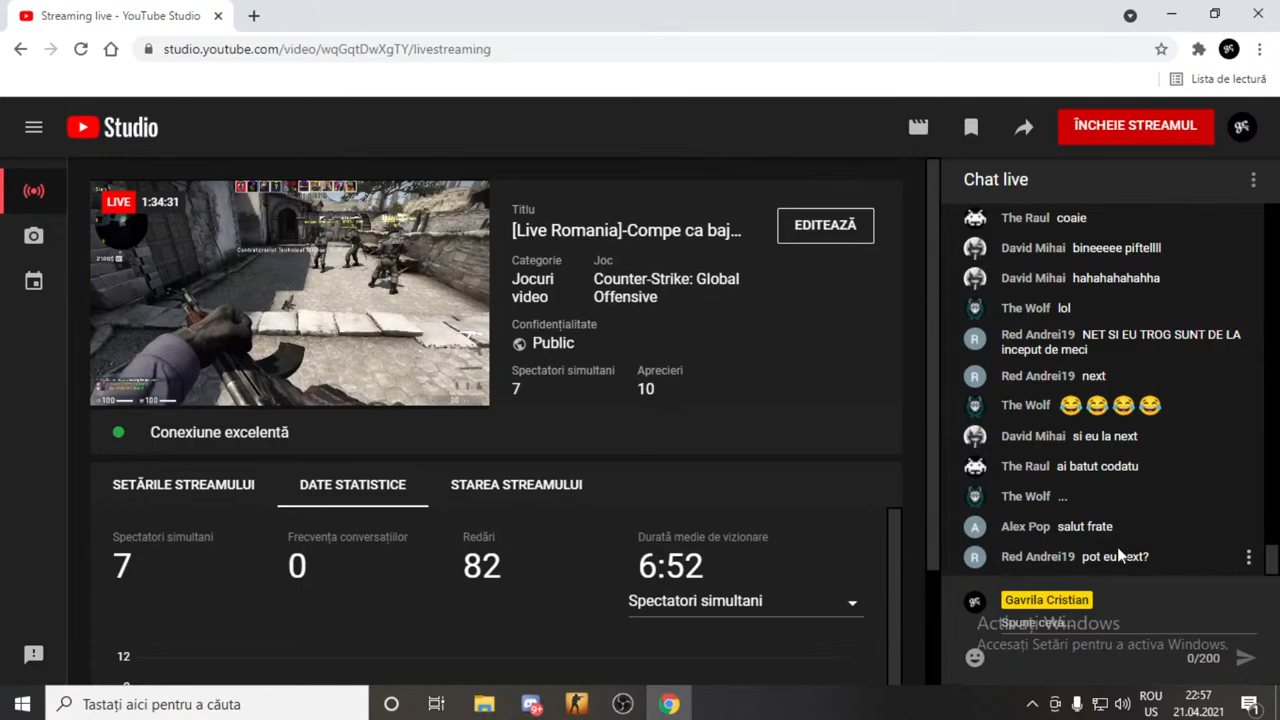 Streaming live - YouTube Studio
studio.youtube.com/video/wqGqtDwXgTY/livestreaming
Lista de lectură
Studio
ÎNCHEIE STREAMUL
gc
LIVE 1:34:31
Titlu
[Live Romania]-Compe ca baj...
EDITEAZĂ
Categorie
Jocuri
video
Joc
Counter-Strike: Global
Offensive
Confidențialitate
Public
Spectatori simultani
7
Aprecieri
10
Conexiune excelentă
SETĂRILE STREAMULUI
DATE STATISTICE
STAREA STREAMULUI
Spectatori simultani
7
Frecvența conversațiilor
0
Redări
82
Durată medie de vizionare
6:52
Spectatori simultani
12
Chat live
The Raul coaie
David Mihai bineeeee piftellll
David Mihai hahahahahahha
The Wolf lol
Red Andrei19 NET SI EU TROG SUNT DE LA
inceput de meci
Red Andrei19 next
The Wolf 😂😂😂😂
David Mihai si eu la next
The Raul ai batut codatu
The Wolf ...
Alex Pop salut frate
Red Andrei19 pot eu next?
Gavrila Cristian
Spune ceva...
Activați Windows
Accesați Setări pentru a activa Windows.
0/200
Tastați aici pentru a căuta
ROU
US
22:57
21.04.2021